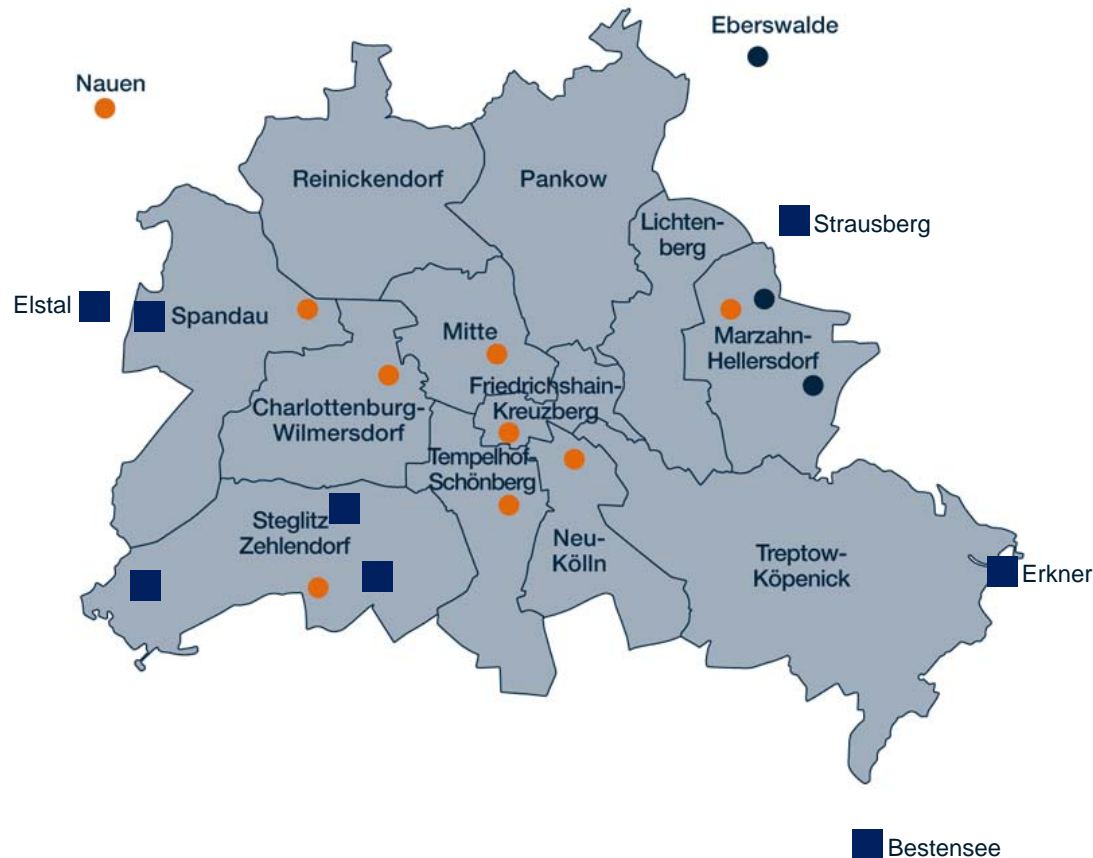 Eberswalde
Nauen
Reinickendorf
Pankow
Lichten-
berg
Strausberg
Elstal
Spandau
Mitte
Marzahn-
Hellersdorf
Friedrichshain-
Kreuzberg
Charlottenburg-
Wilmersdorf
Tempelhof-
Schönberg
Steglitz
Zehlendorf
Neu-
Kölln
Treptow-
Köpenick
Erkner
Bestensee